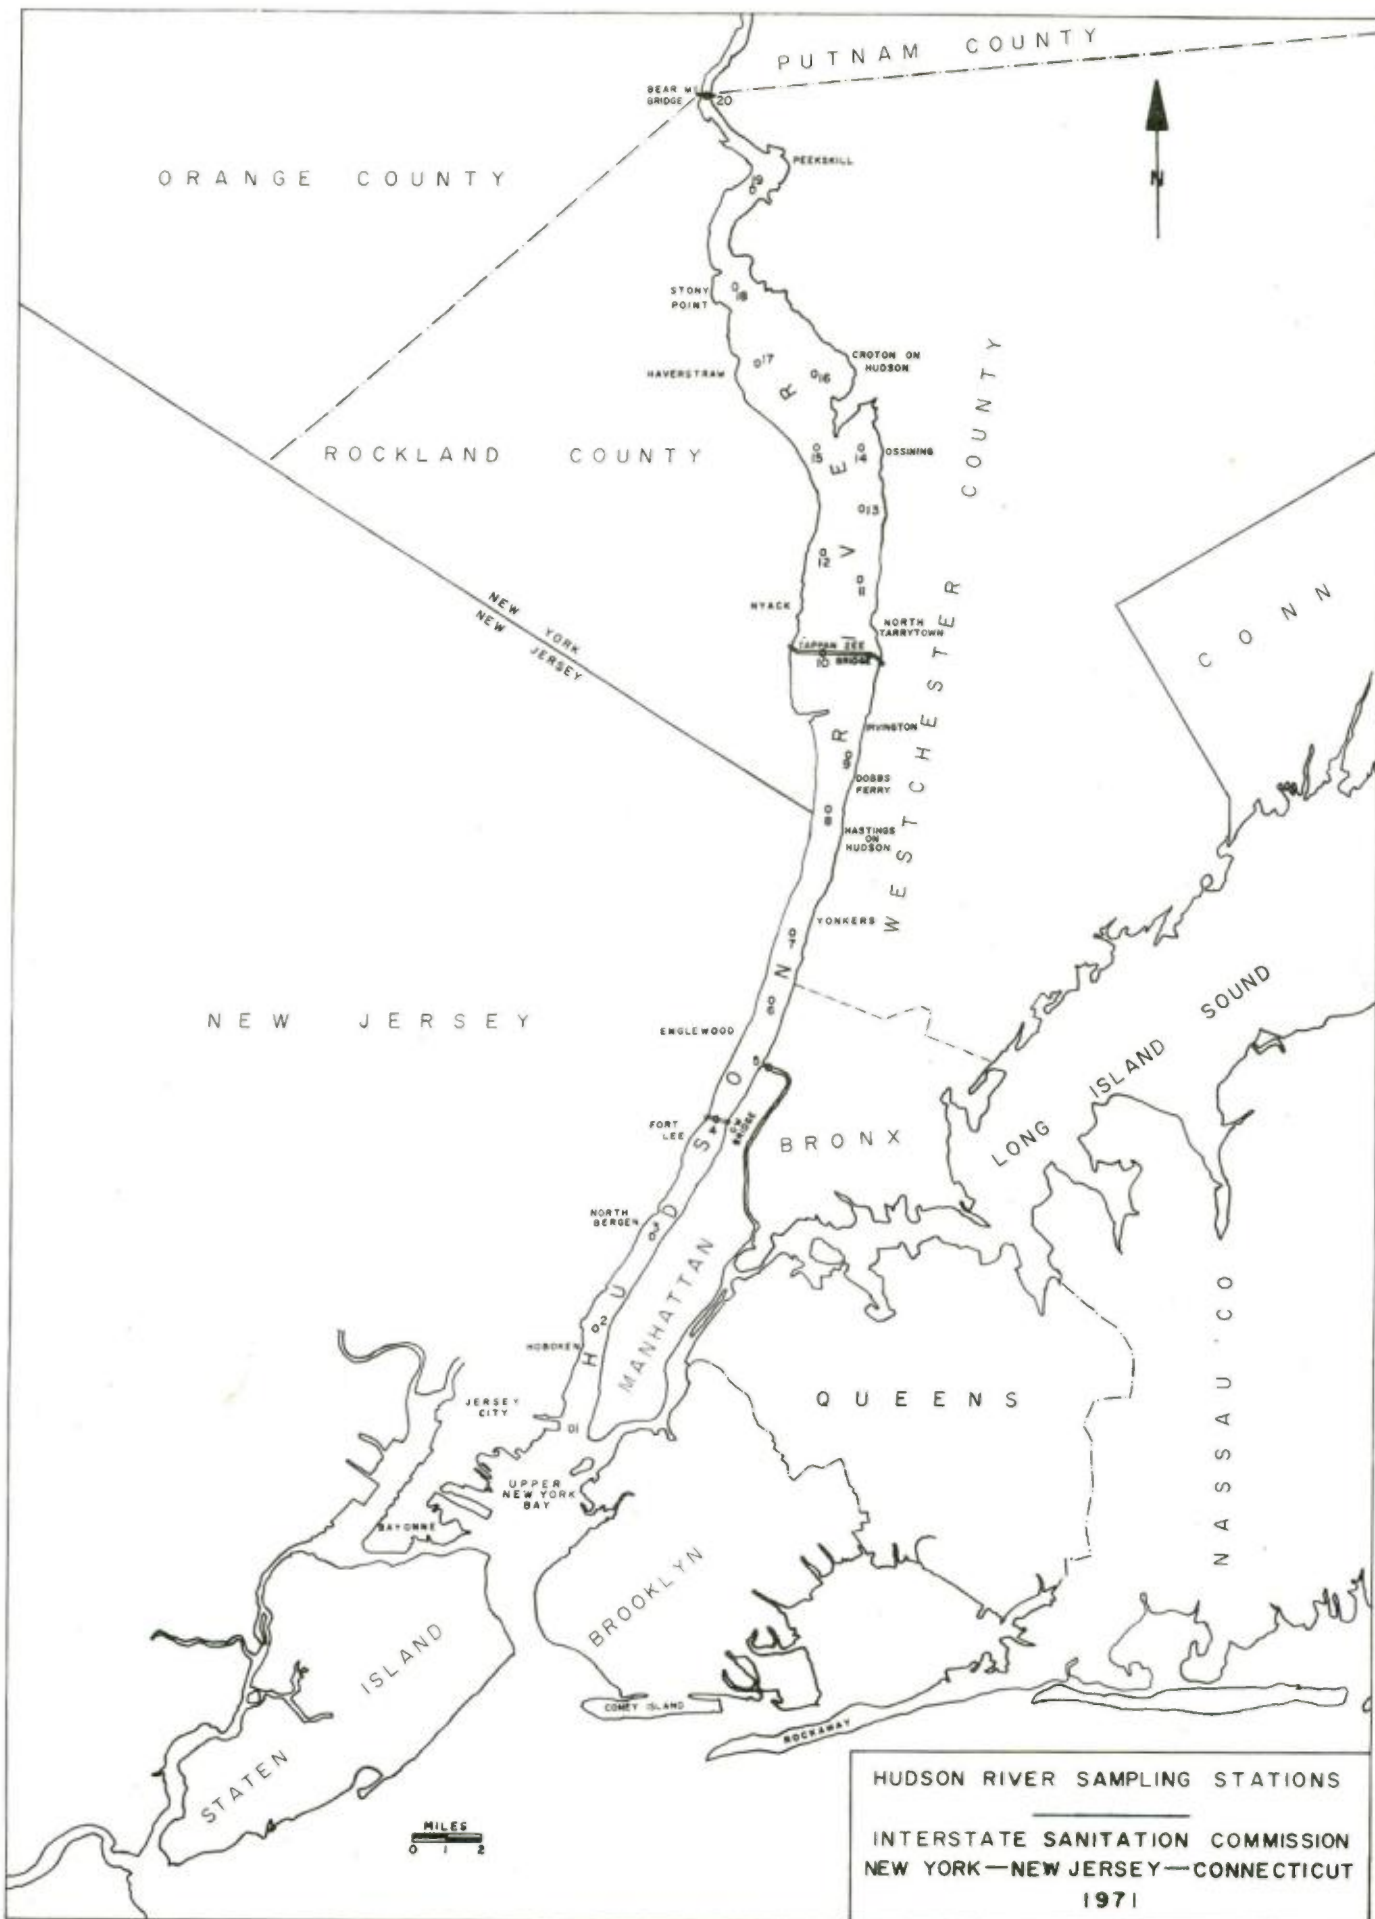 PUTNAM COUNTY
BEAR MT
BRIDGE
20
ORANGE COUNTY
PEEKSKILL
N
19
STONY
POINT
18
17
HAVERSTRAW
CROTON ON
HUDSON
16
ROCKLAND COUNTY
15
14
OSSINING
13
12
11
NYACK
NORTH
TARRYTOWN
TAPPAN ZEE
BRIDGE
10
WESTCHESTER COUNTY
CONN
NEW YORK
NEW JERSEY
IRVINGTON
9
DOBBS
FERRY
8
HASTINGS
ON
HUDSON
YONKERS
7
HUDSON RIVER
6
NEW JERSEY
ENGLEWOOD
5
LONG ISLAND SOUND
FORT
LEE
4
GW
BRIDGE
BRONX
NORTH
BERGEN
3
MANHATTAN
2
HOBOKEN
NASSAU CO
QUEENS
JERSEY
CITY
1
UPPER
NEW YORK
BAY
BAYONNE
BROOKLYN
STATEN ISLAND
CONEY ISLAND
ROCKAWAY
MILES
0 1 2
HUDSON RIVER SAMPLING STATIONS
INTERSTATE SANITATION COMMISSION
NEW YORK—NEW JERSEY—CONNECTICUT
1971